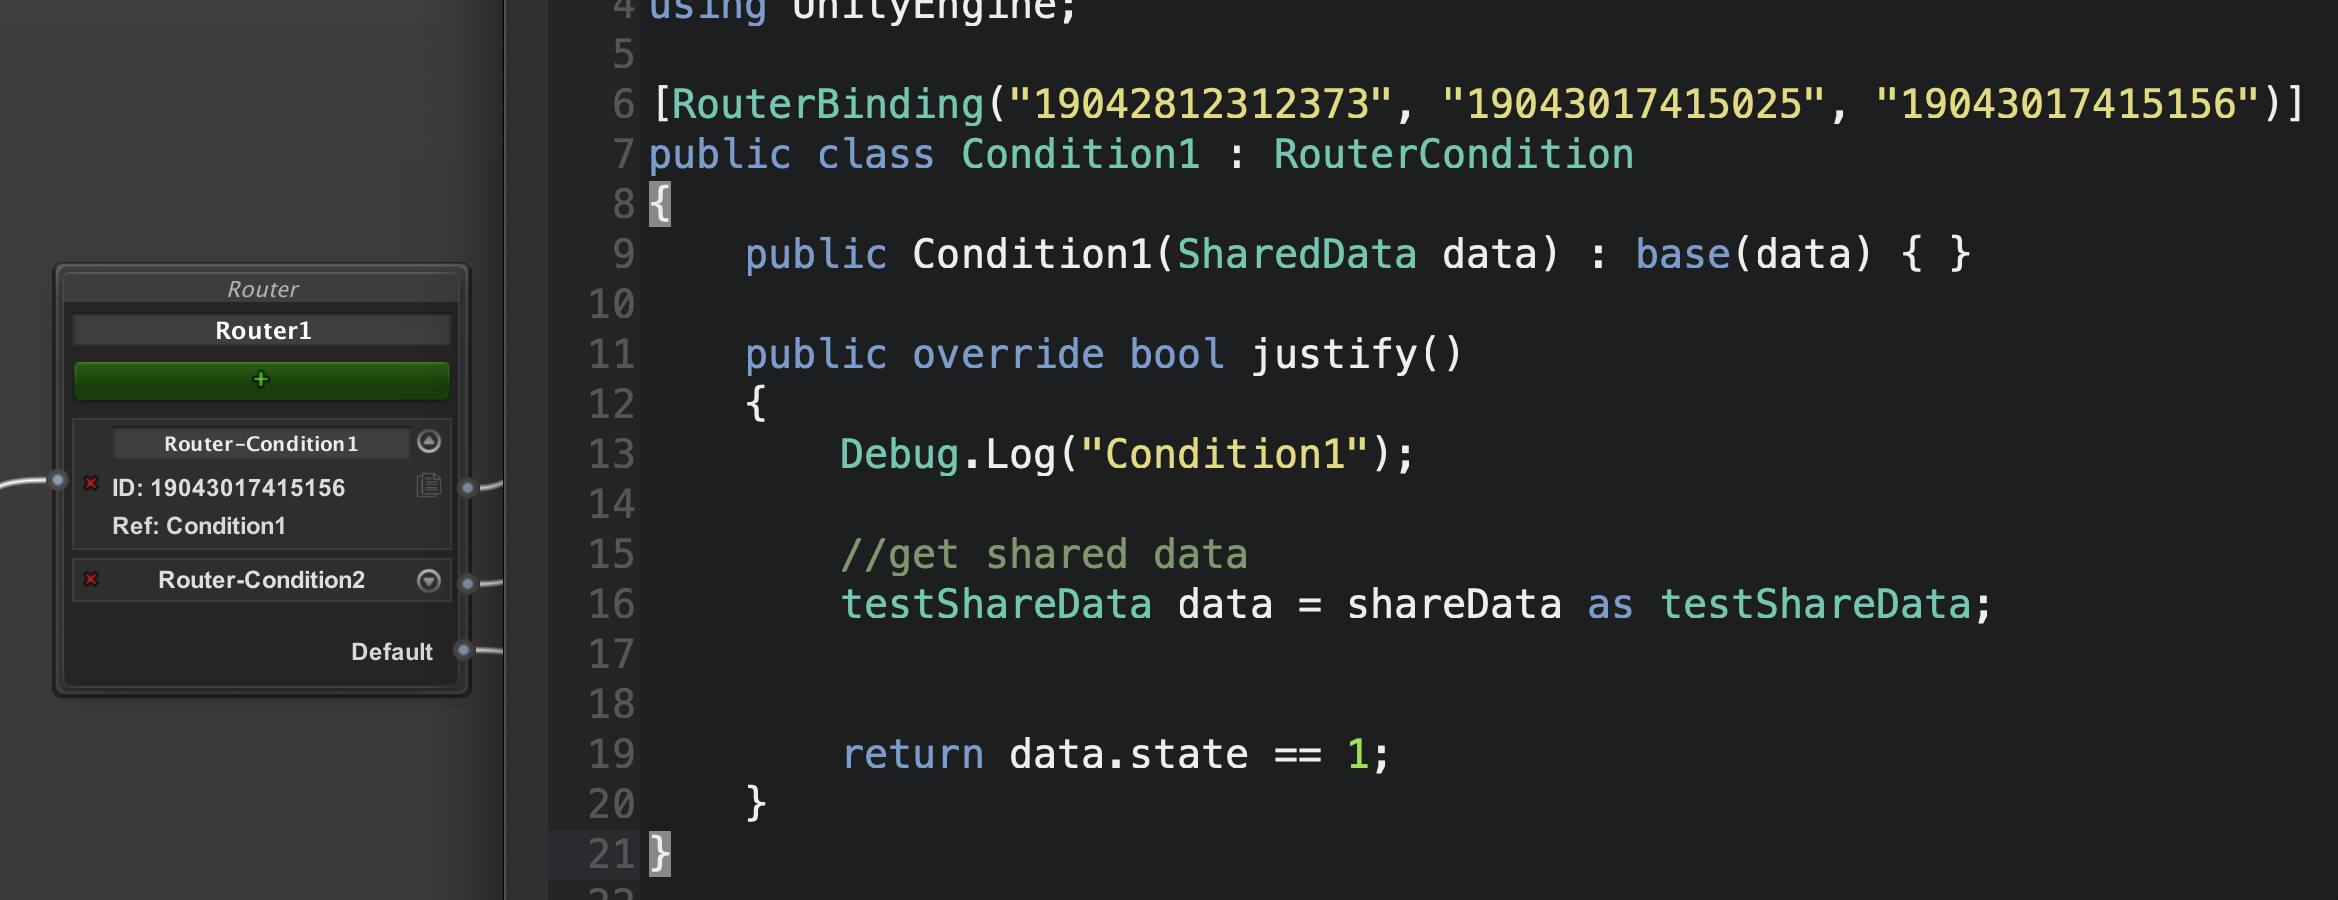 Router
Router1
+
Router-Condition1
ID: 19043017415156
Ref: Condition1
Router-Condition2
Default
4 using UnityEngine;
5
6 [RouterBinding("19042812312373", "19043017415025", "19043017415156")]
7 public class Condition1 : RouterCondition
8 {
9 public Condition1(SharedData data) : base(data) { }
10
11 public override bool justify()
12 {
13 Debug.Log("Condition1");
14
15 //get shared data
16 testShareData data = shareData as testShareData;
17
18
19 return data.state == 1;
20 }
21 }
22